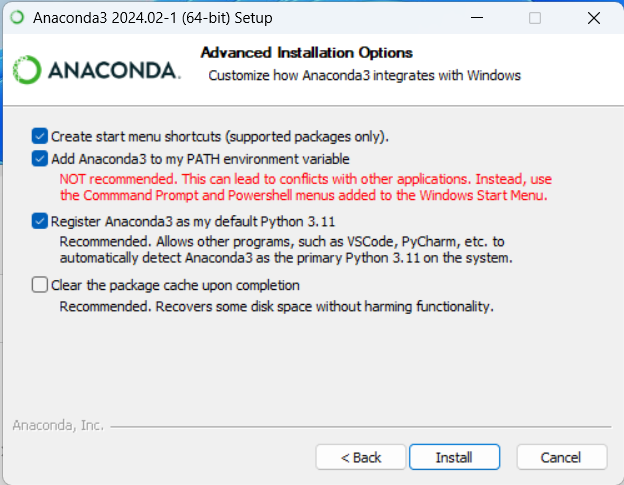 Anaconda3 2024.02-1 (64-bit) Setup
ANACONDA.
Advanced Installation Options
Customize how Anaconda3 integrates with Windows
Create start menu shortcuts (supported packages only).
Add Anaconda3 to my PATH environment variable
NOT recommended. This can lead to conflicts with other applications. Instead, use
the Commmand Prompt and Powershell menus added to the Windows Start Menu.
Register Anaconda3 as my default Python 3.11
Recommended. Allows other programs, such as VSCode, PyCharm, etc. to
automatically detect Anaconda3 as the primary Python 3.11 on the system.
Clear the package cache upon completion
Recommended. Recovers some disk space without harming functionality.
Anaconda, Inc.
< Back
Install
Cancel